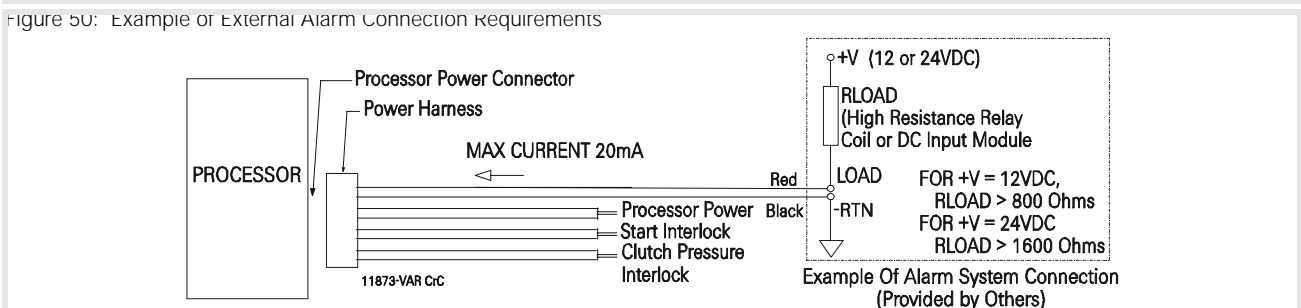 Figure 50: Example of External Alarm Connection Requirements
+V (12 or 24VDC)
Processor Power Connector
RLOAD
Power Harness
(High Resistance Relay
Coil or DC Input Module
MAX CURRENT 20mA
PROCESSOR
Red
LOAD
FOR +V = 12VDC,
RLOAD > 800 Ohms
Processor Power
Black
-RTN
FOR +V = 24VDC
Start Interlock
RLOAD > 1600 Ohms
Clutch Pressure
Interlock
11873-VAR CrC
Example Of Alarm System Connection
(Provided by Others)